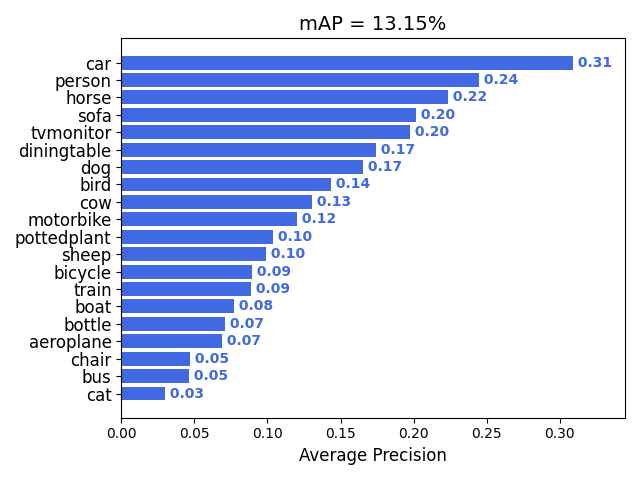 mAP = 13.15%
car 0.31
person 0.24
horse 0.22
sofa 0.20
tvmonitor 0.20
diningtable 0.17
dog 0.17
bird 0.14
cow 0.13
motorbike 0.12
pottedplant 0.10
sheep 0.10
bicycle 0.09
train 0.09
boat 0.08
bottle 0.07
aeroplane 0.07
chair 0.05
bus 0.05
cat 0.03
0.00 0.05 0.10 0.15 0.20 0.25 0.30
Average Precision